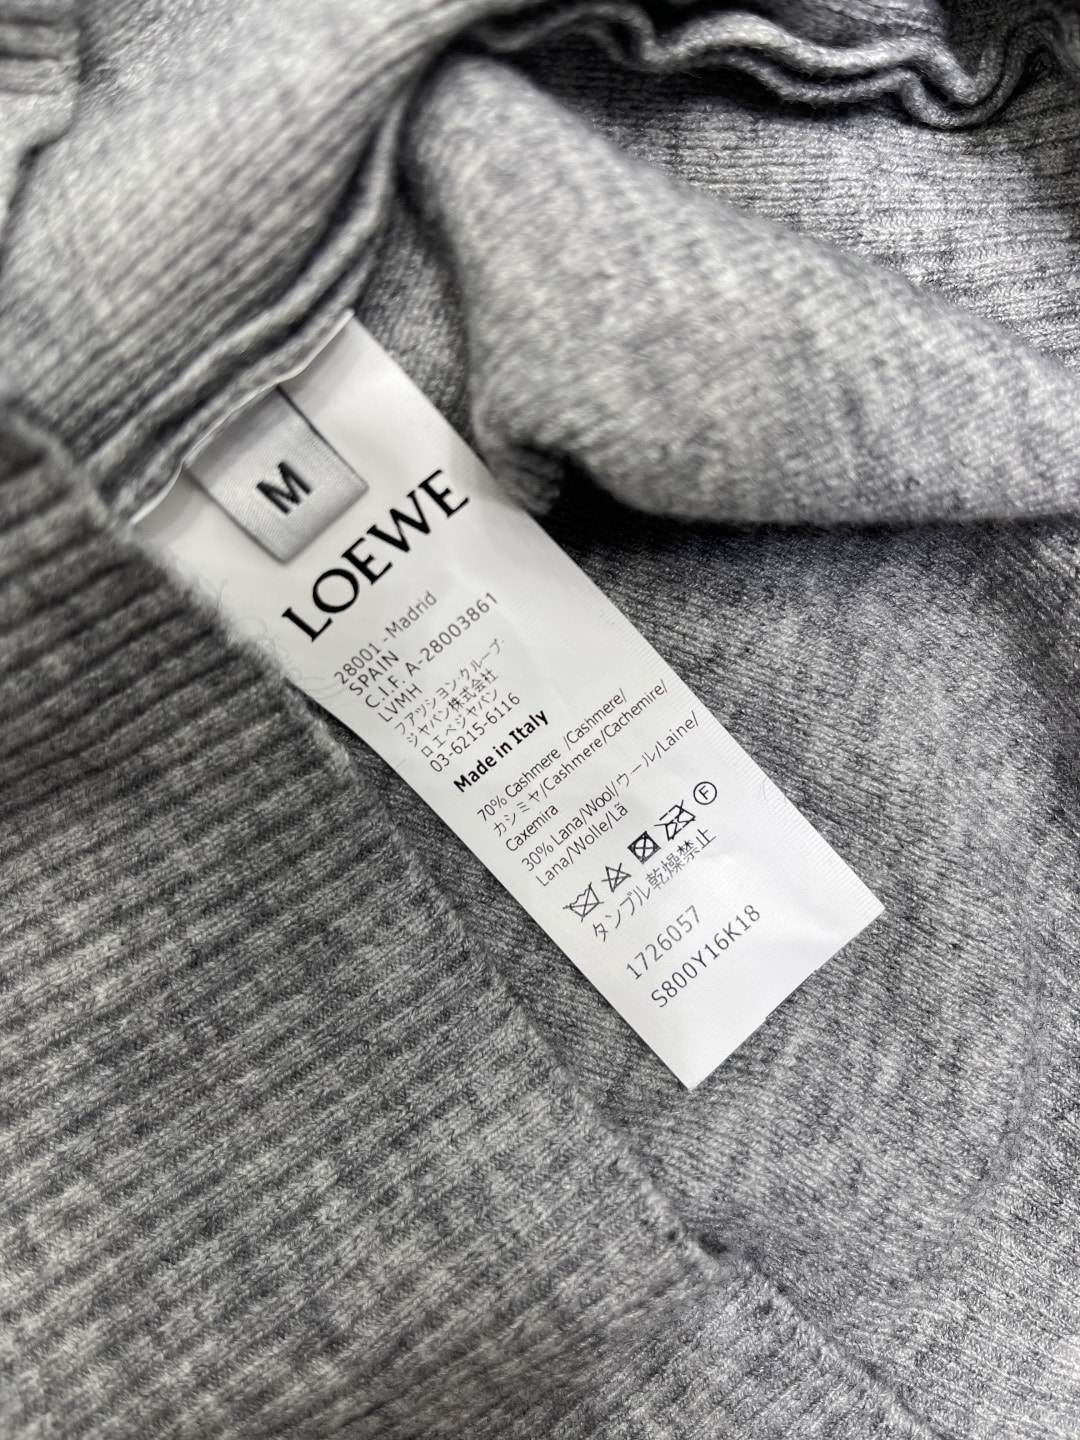 M
LOEWE
28001 - Madrid
SPAIN
C.I.F. A-28003861
LVMH
ファッション・グループ・
ジャパン株式会社
ロエベジャパン
03-6215-6116
Made in Italy
70% Cashmere /Cashmere/
カシミヤ/Cashmere/Cachemire/
Caxemira
30% Lana/Wool/ウール/Laine/
Lana/Wolle/Lã
F
タンブル乾燥禁止
1726057
S800Y16K18